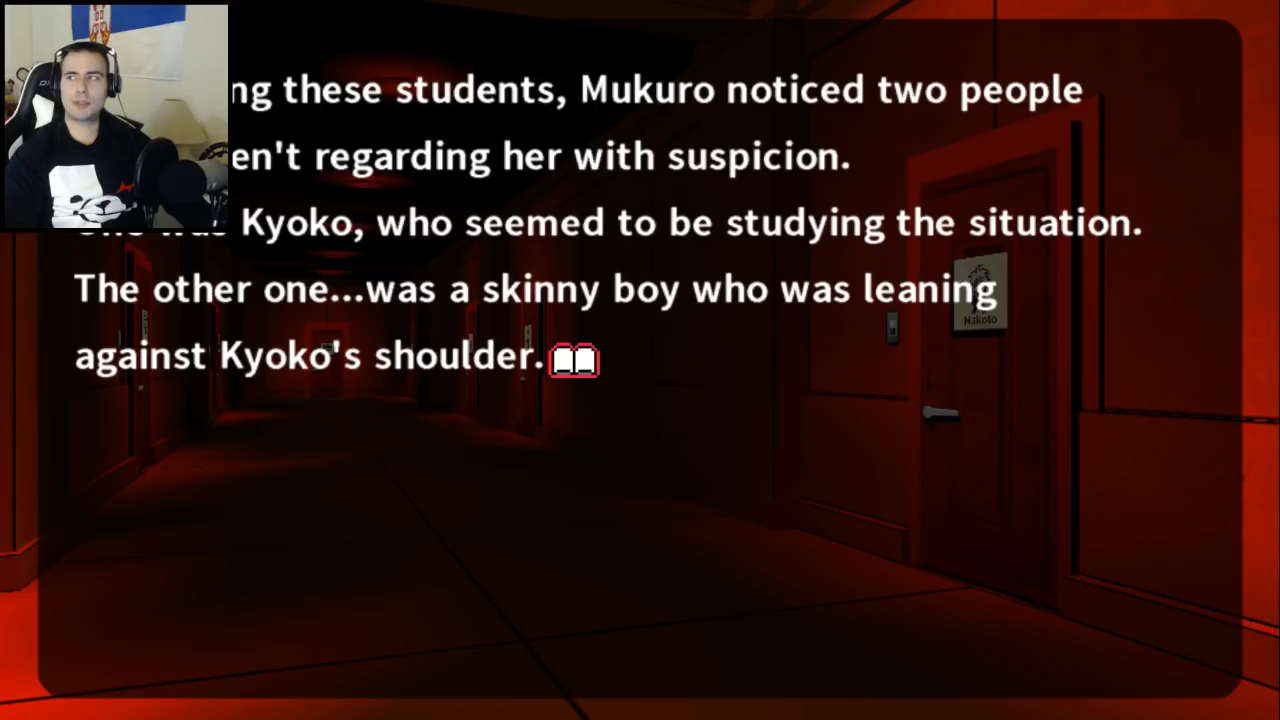 ng these students, Mukuro noticed two people
en't regarding her with suspicion.
Kyoko, who seemed to be studying the situation.
The other one...was a skinny boy who was leaning
against Kyoko's shoulder.
Makoto